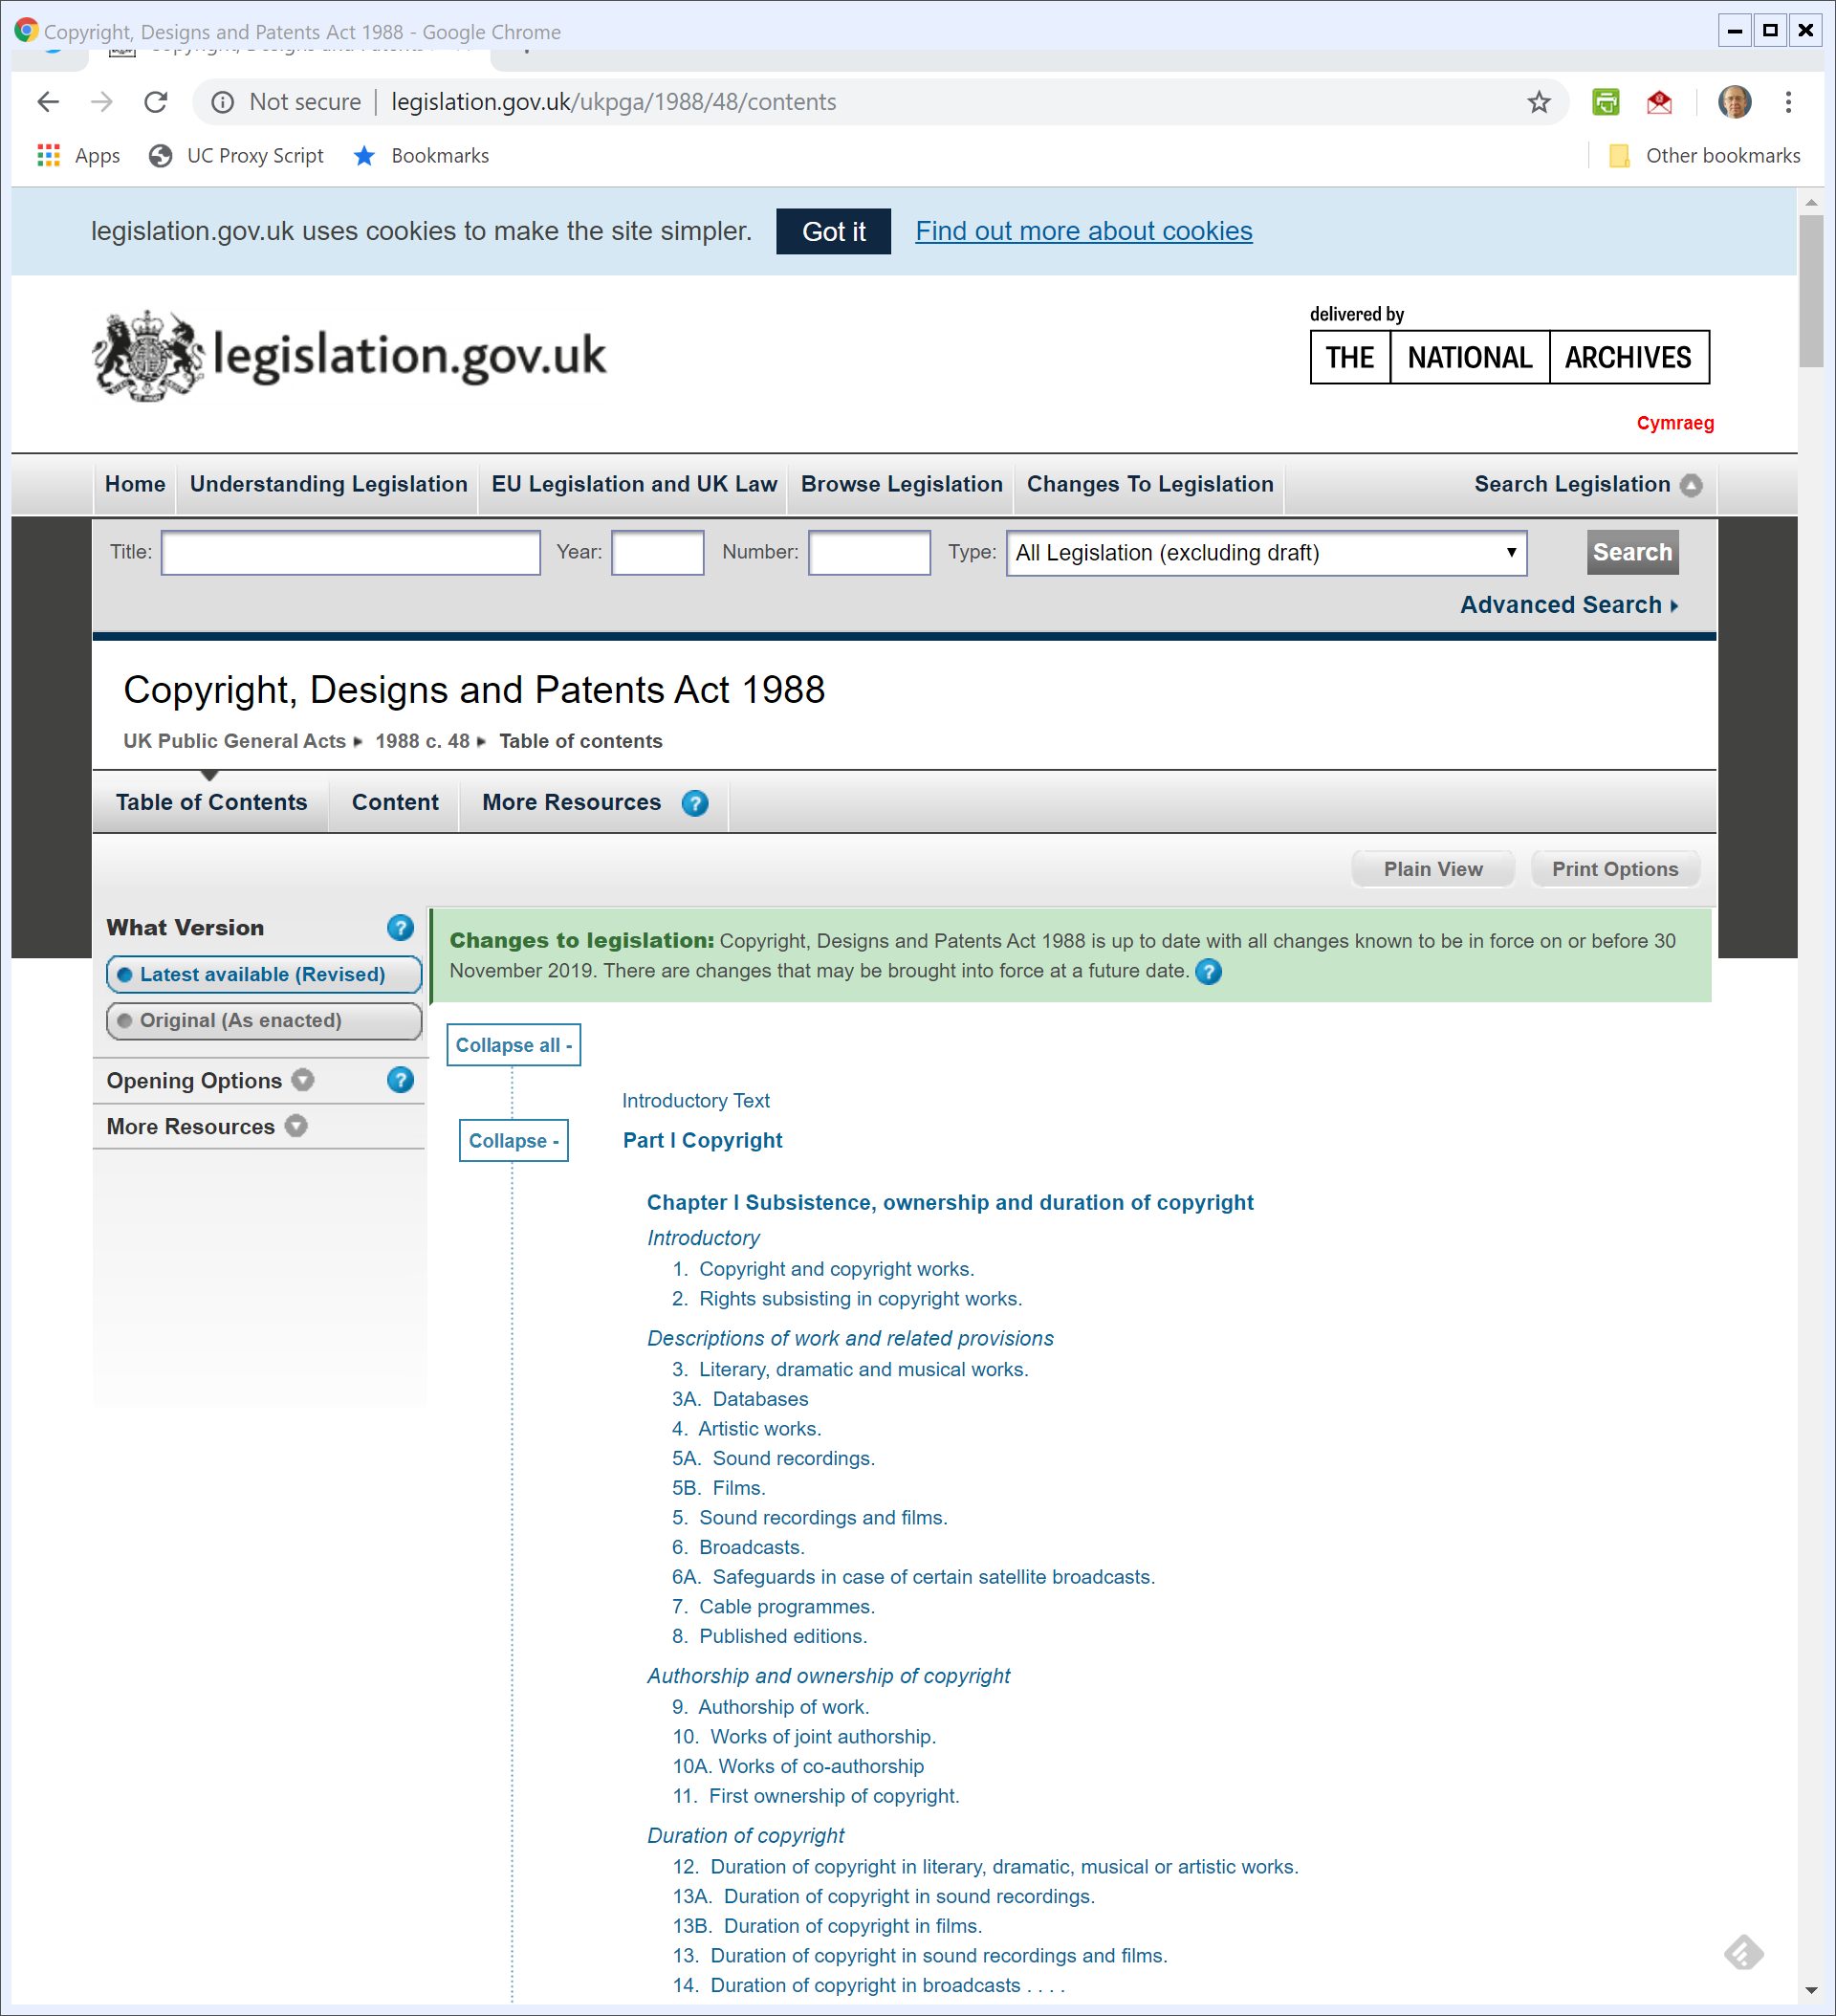 Copyright, Designs and Patents Act 1988 - Google Chrome
Not secure | legislation.gov.uk/ukpga/1988/48/contents
Apps UC Proxy Script Bookmarks Other bookmarks
legislation.gov.uk uses cookies to make the site simpler. Got it Find out more about cookies
legislation.gov.uk
delivered by
THE NATIONAL ARCHIVES
Cymraeg
Home Understanding Legislation EU Legislation and UK Law Browse Legislation Changes To Legislation Search Legislation
Title: Year: Number: Type: All Legislation (excluding draft) Search
Advanced Search
Copyright, Designs and Patents Act 1988
UK Public General Acts 1988 c. 48 Table of contents
Table of Contents Content More Resources ?
Plain View Print Options
What Version ?
Latest available (Revised)
Original (As enacted)
Opening Options ?
More Resources
Changes to legislation: Copyright, Designs and Patents Act 1988 is up to date with all changes known to be in force on or before 30
November 2019. There are changes that may be brought into force at a future date. ?
Collapse all -
Introductory Text
Collapse - Part I Copyright
Chapter I Subsistence, ownership and duration of copyright
Introductory
1. Copyright and copyright works.
2. Rights subsisting in copyright works.
Descriptions of work and related provisions
3. Literary, dramatic and musical works.
3A. Databases
4. Artistic works.
5A. Sound recordings.
5B. Films.
5. Sound recordings and films.
6. Broadcasts.
6A. Safeguards in case of certain satellite broadcasts.
7. Cable programmes.
8. Published editions.
Authorship and ownership of copyright
9. Authorship of work.
10. Works of joint authorship.
10A. Works of co-authorship
11. First ownership of copyright.
Duration of copyright
12. Duration of copyright in literary, dramatic, musical or artistic works.
13A. Duration of copyright in sound recordings.
13B. Duration of copyright in films.
13. Duration of copyright in sound recordings and films.
14. Duration of copyright in broadcasts . . . .